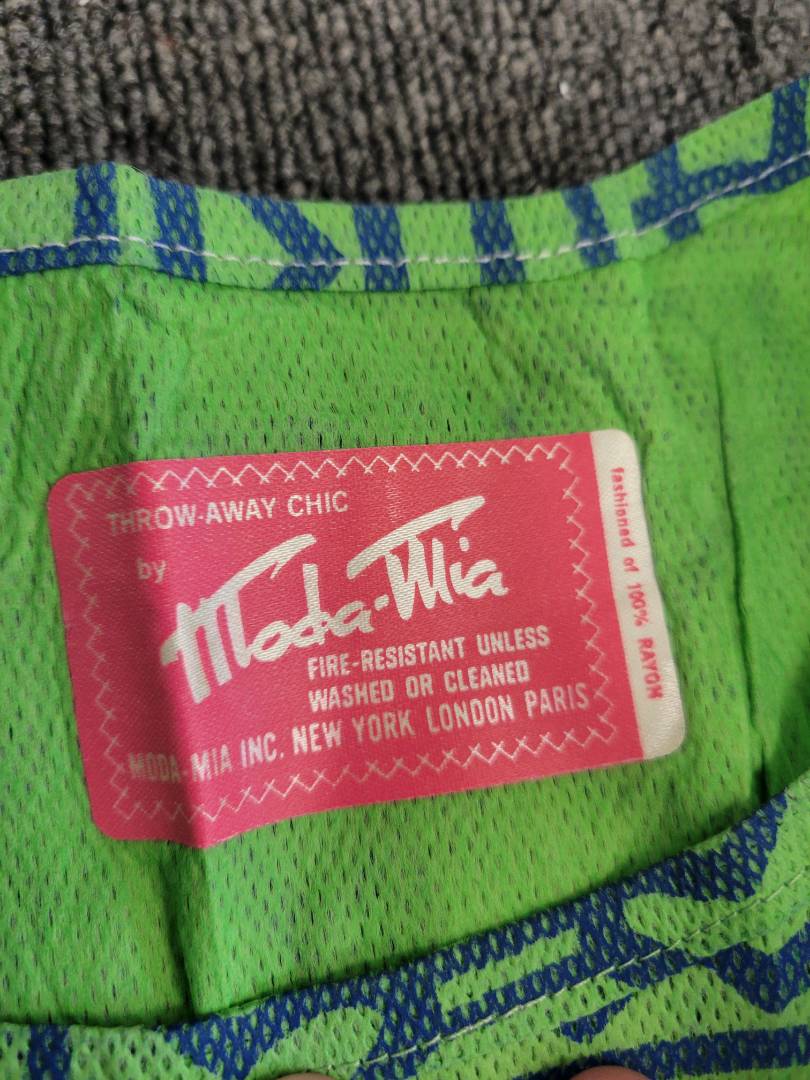 THROW-AWAY CHIC
by
Moda-Mia
FIRE-RESISTANT UNLESS
WASHED OR CLEANED
MODA-MIA INC. NEW YORK LONDON PARIS
fashioned of 100% RAYON